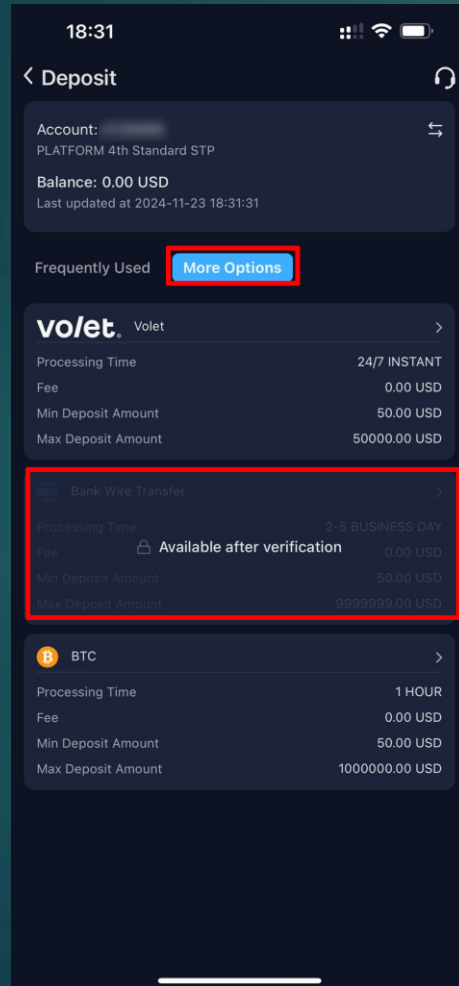 18:31
Deposit
Account:
PLATFORM 4th Standard STP
Balance: 0.00 USD
Last updated at 2024-11-23 18:31:31
Frequently Used More Options
volet. Volet
Processing Time 24/7 INSTANT
Fee 0.00 USD
Min Deposit Amount 50.00 USD
Max Deposit Amount 50000.00 USD
Bank Wire Transfer
Processing Time 2-5 BUSINESS DAY
Fee Available after verification 0.00 USD
Min Deposit Amount 50.00 USD
Max Deposit Amount 9999999.00 USD
BTC
Processing Time 1 HOUR
Fee 0.00 USD
Min Deposit Amount 50.00 USD
Max Deposit Amount 1000000.00 USD